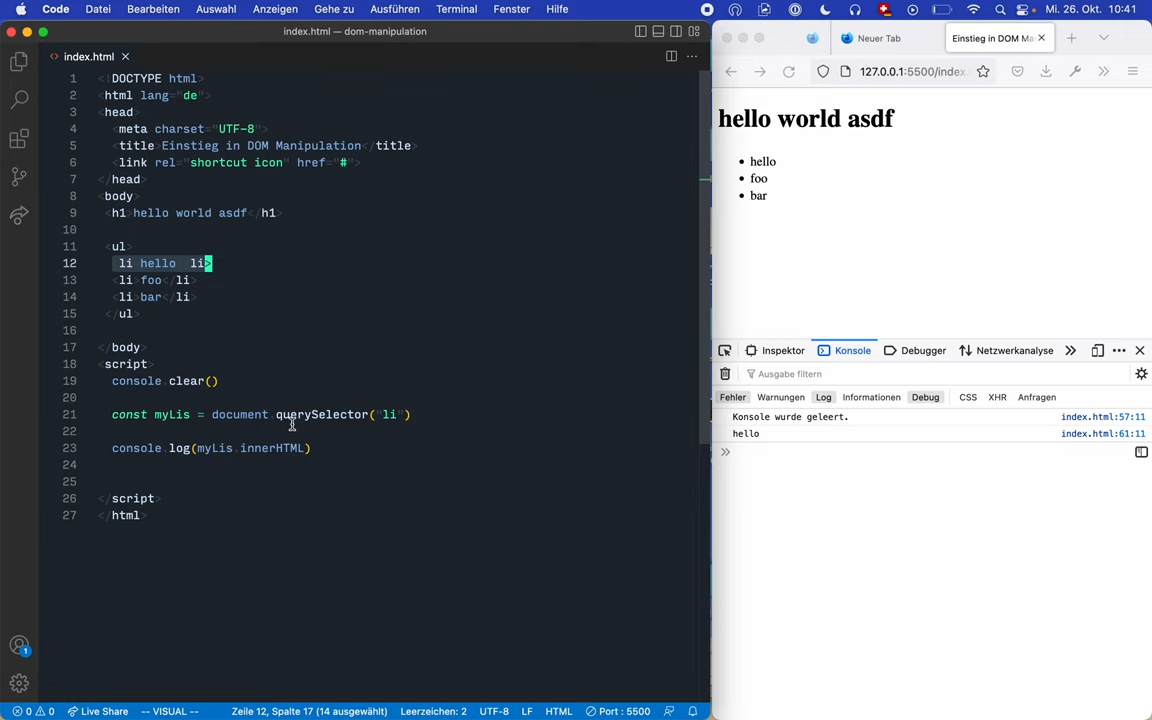 Code Datei Bearbeiten Auswahl Anzeigen Gehe zu Ausführen Terminal Fenster Hilfe Mi. 26. Okt. 10:41
index.html — dom-manipulation
<> index.html ×
1 <!DOCTYPE html>
2 <html lang="de">
3 <head>
4 <meta charset="UTF-8">
5 <title>Einstieg in DOM Manipulation</title>
6 <link rel="shortcut icon" href="#">
7 </head>
8 <body>
9 <h1>hello world asdf</h1>
10
11 <ul>
12 <li>hello</li>
13 <li>foo</li>
14 <li>bar</li>
15 </ul>
16
17 </body>
18 <script>
19 console.clear()
20
21 const myLis = document.querySelector("li")
22
23 console.log(myLis.innerHTML)
24
25
26 </script>
27 </html>
1
0 0 Live Share -- VISUAL -- Zeile 12, Spalte 17 (14 ausgewählt) Leerzeichen: 2 UTF-8 LF HTML Port : 5500
Neuer Tab Einstieg in DOM Ma
127.0.0.1:5500/index.
hello world asdf
• hello
• foo
• bar
Inspektor Konsole Debugger Netzwerkanalyse
Ausgabe filtern
Fehler Warnungen Log Informationen Debug CSS XHR Anfragen
Konsole wurde geleert. index.html:57:11
hello index.html:61:11